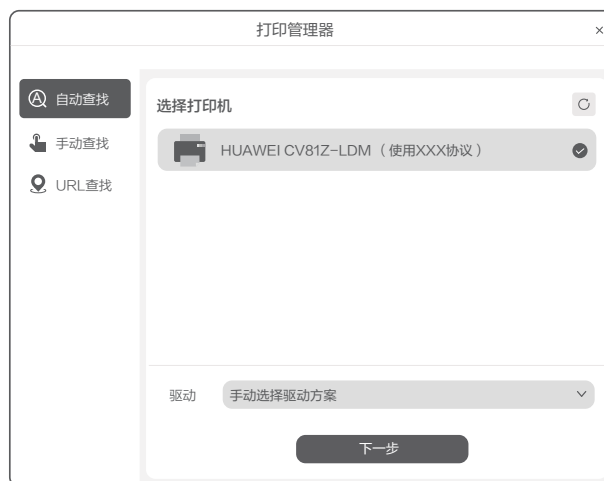 打印管理器
自动查找
手动查找
URL查找
选择打印机
HUAWEI CV81Z-LDM（使用XXX协议）
驱动
手动选择驱动方案
下一步